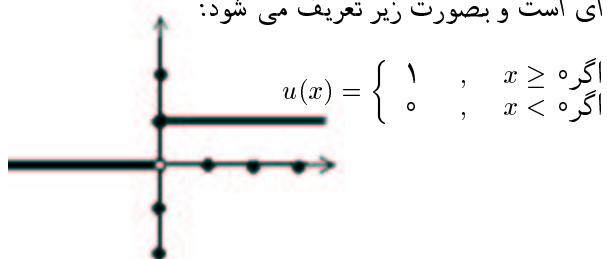 ای است و بصورت زیر تعریف می شود:
u(x) = { ۱ , x ≥ ۰ اگر
۰ , x < ۰ اگر